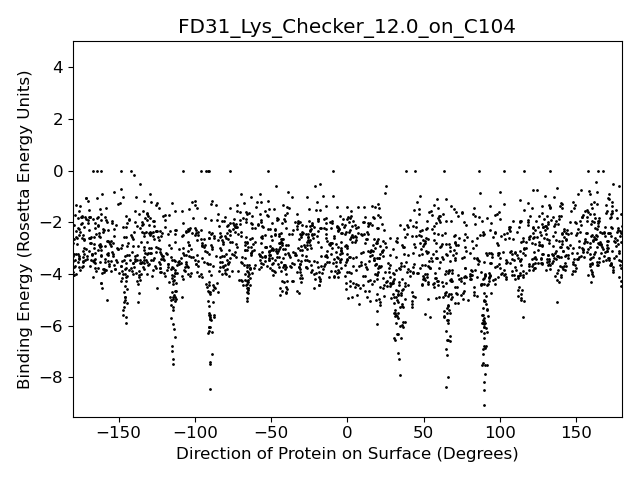 FD31_Lys_Checker_12.0_on_C104
Binding Energy (Rosetta Energy Units)
4
2
0
−2
−4
−6
−8
−150 −100 −50 0 50 100 150
Direction of Protein on Surface (Degrees)